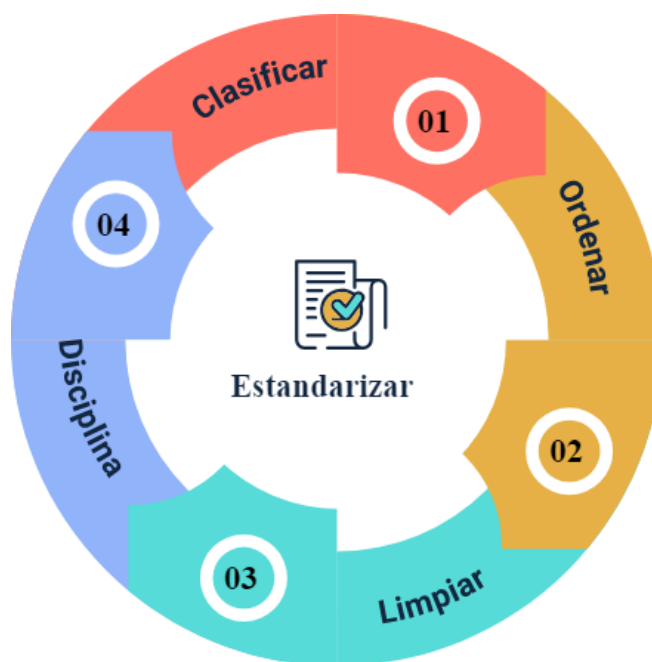 Clasificar
01
Ordenar
02
Limpiar
03
Disciplina
04
Estandarizar